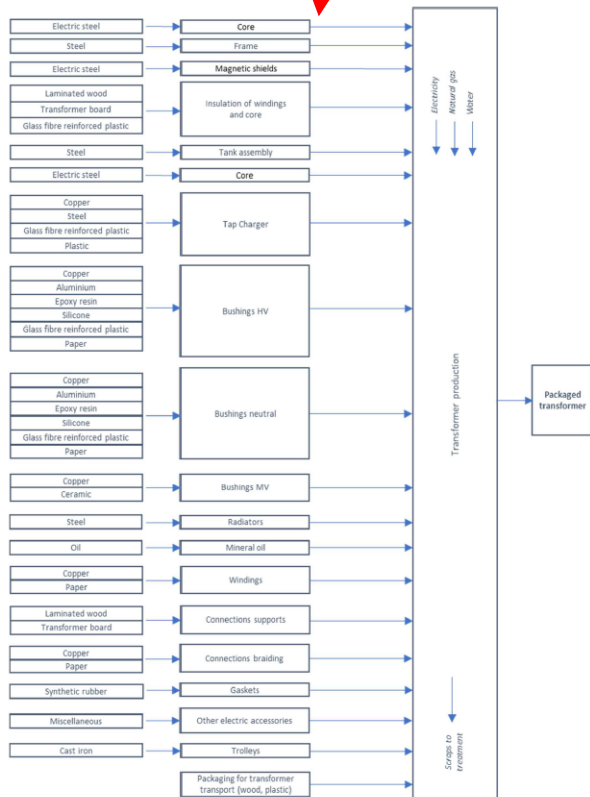 Electric steel
Core
Steel
Frame
Electric steel
Magnetic shields
Laminated wood
Transformer board
Glass fibre reinforced plastic
Insulation of windings
and core
Steel
Tank assembly
Electric steel
Core
Copper
Steel
Glass fibre reinforced plastic
Plastic
Tap Charger
Copper
Aluminium
Epoxy resin
Silicone
Glass fibre reinforced plastic
Paper
Bushings HV
Copper
Aluminium
Epoxy resin
Silicone
Glass fibre reinforced plastic
Paper
Bushings neutral
Copper
Ceramic
Bushings MV
Steel
Radiators
Oil
Mineral oil
Copper
Paper
Windings
Laminated wood
Transformer board
Connections supports
Copper
Paper
Connections braiding
Synthetic rubber
Gaskets
Miscellaneous
Other electric accessories
Cast iron
Trolleys
Packaging for transformer
transport (wood, plastic)
Electricity
Natural gas
Water
Transformer production
Scraps to
treatment
Packaged
transformer